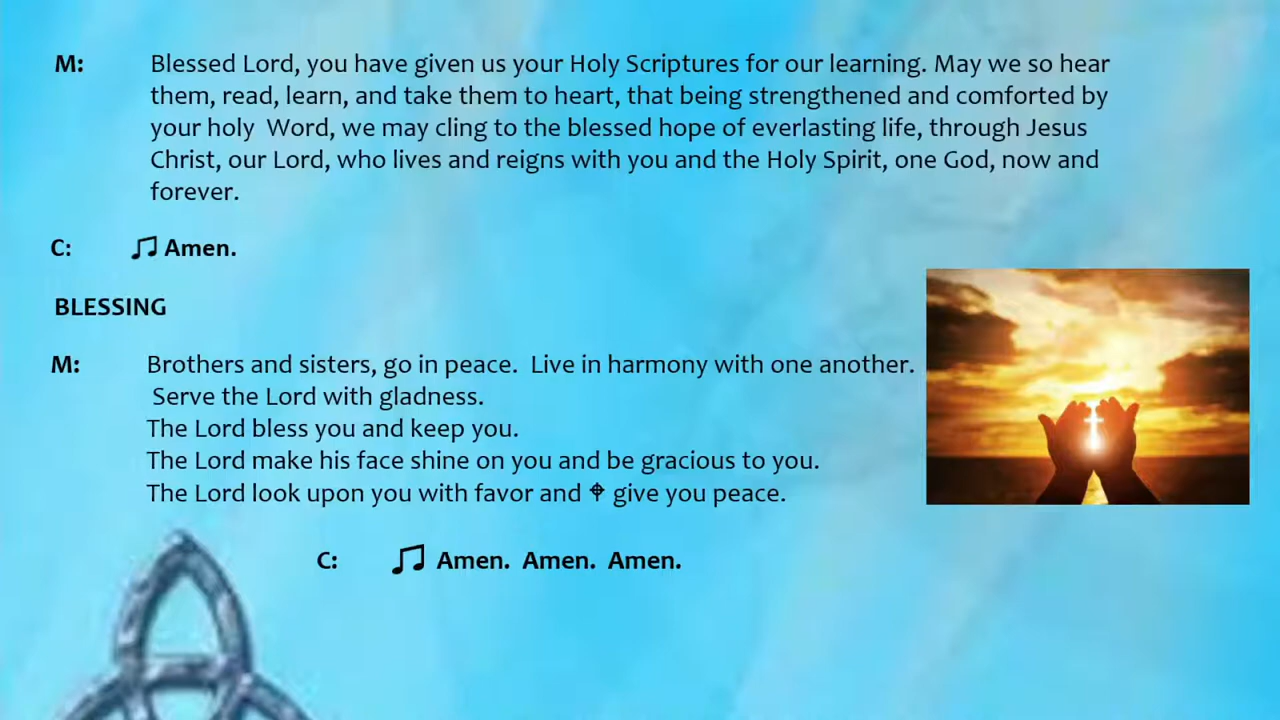 M: Blessed Lord, you have given us your Holy Scriptures for our learning. May we so hear
them, read, learn, and take them to heart, that being strengthened and comforted by
your holy  Word, we may cling to the blessed hope of everlasting life, through Jesus
Christ, our Lord, who lives and reigns with you and the Holy Spirit, one God, now and
forever.
C: ♫ Amen.
BLESSING
M: Brothers and sisters, go in peace.  Live in harmony with one another.
Serve the Lord with gladness.
The Lord bless you and keep you.
The Lord make his face shine on you and be gracious to you.
The Lord look upon you with favor and ⌖ give you peace.
C: ♫ Amen.  Amen.  Amen.